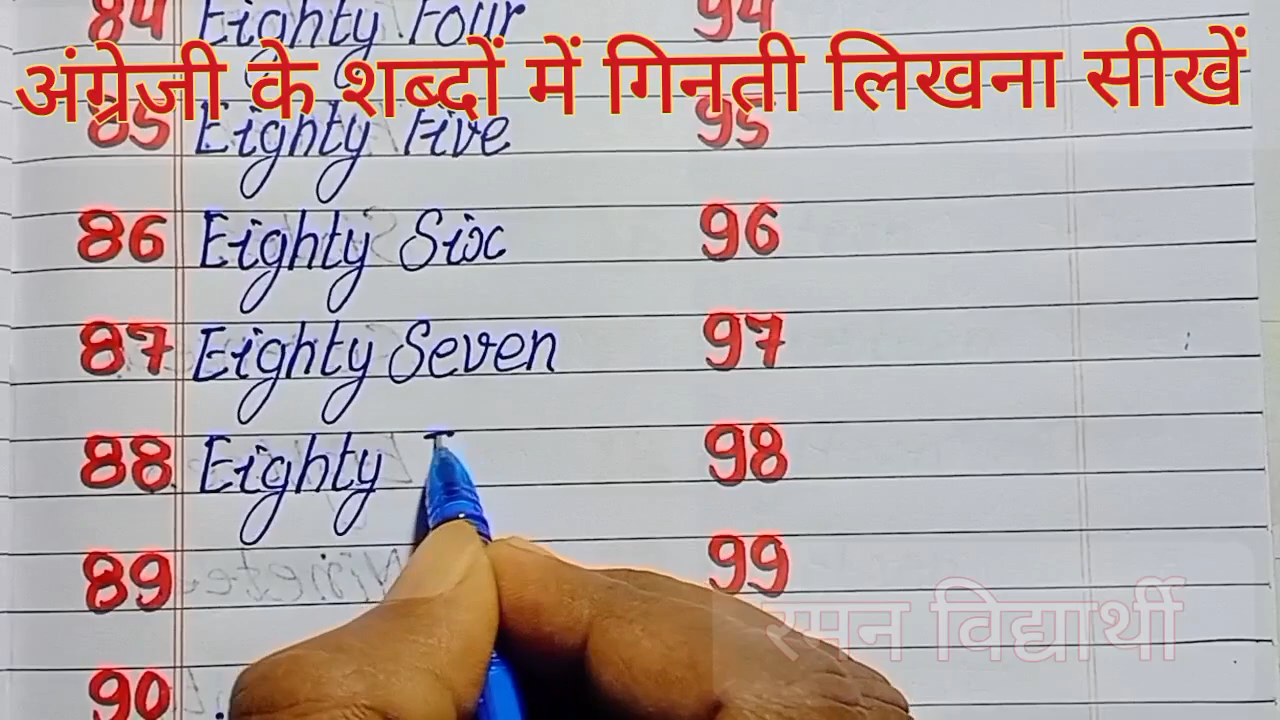 84 Eighty Four 94
अंग्रेजी के शब्दों में गिनती लिखना सीखें
85 Eighty Five 95
86 Eighty Six 96
87 Eighty Seven 97
88 Eighty 98
89 99
90
रमन विद्यार्थी